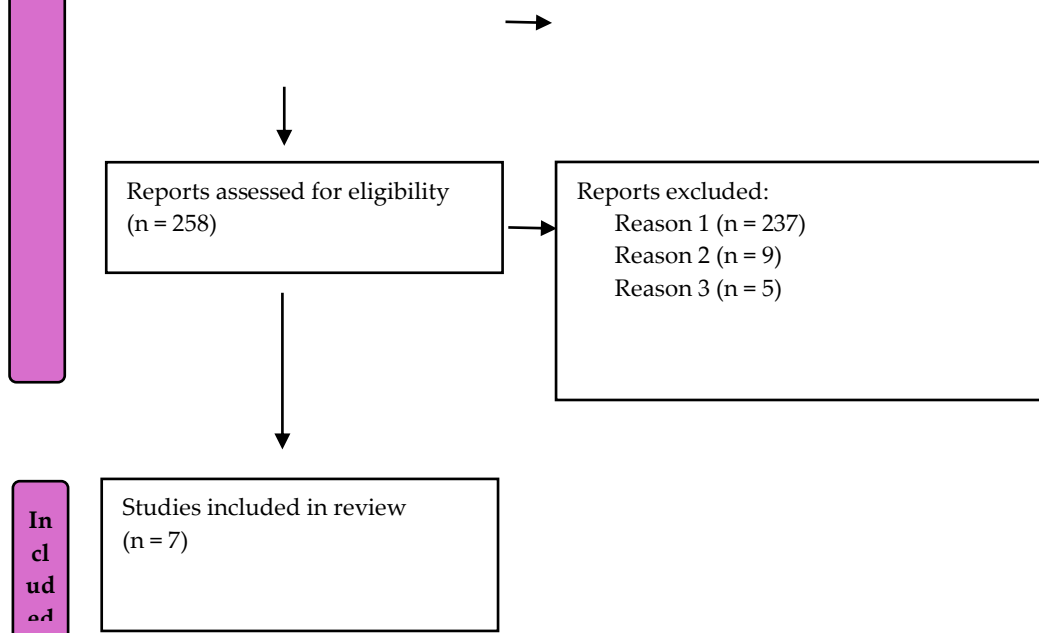 Reports assessed for eligibility
(n = 258)
Reports excluded:
Reason 1 (n = 237)
Reason 2 (n = 9)
Reason 3 (n = 5)
Studies included in review
(n = 7)
In
cl
ud
ed